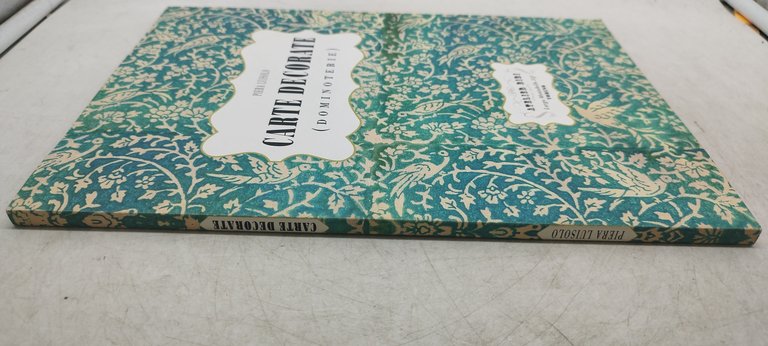 PIERA LUISOLO
CARTE DECORATE
(DOMINOTERIE)
CARTE DECORATE
PIERA LUISOLO